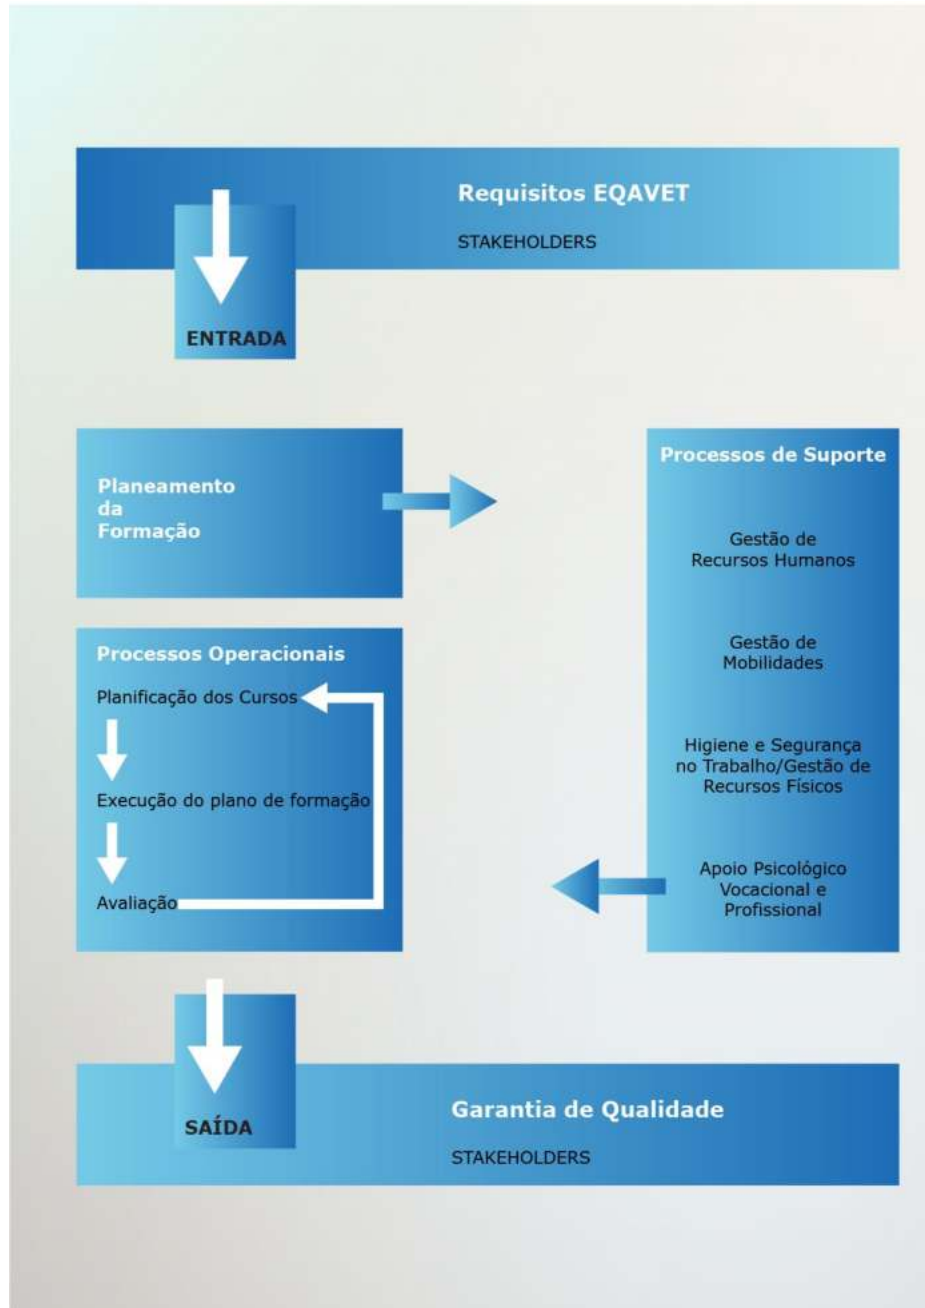 Requisitos EQAVET
STAKEHOLDERS
ENTRADA
Planeamento
da
Formação
Processos Operacionais
Planificação dos Cursos
Execução do plano de formação
Avaliação
Processos de Suporte
Gestão de
Recursos Humanos
Gestão de
Mobilidades
Higiene e Segurança
no Trabalho/Gestão de
Recursos Físicos
Apoio Psicológico
Vocacional e
Profissional
SAÍDA
Garantia de Qualidade
STAKEHOLDERS